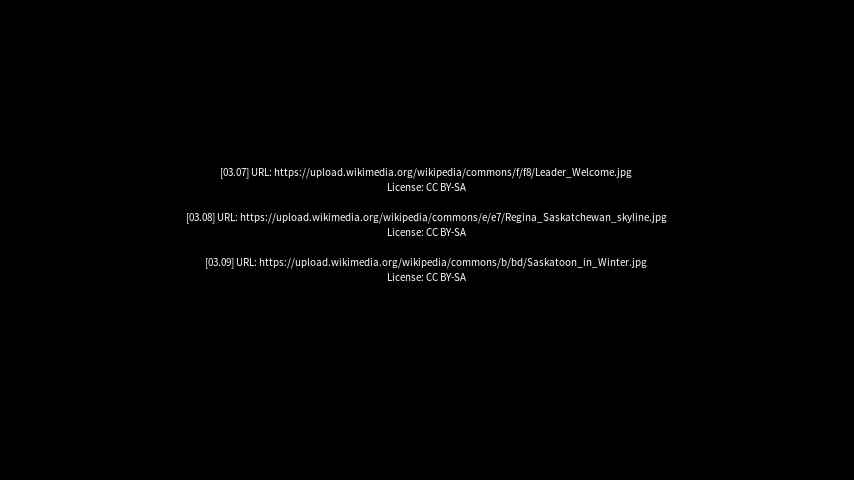 [03.07] URL: https://upload.wikimedia.org/wikipedia/commons/f/f8/Leader_Welcome.jpg
License: CC BY-SA
[03.08] URL: https://upload.wikimedia.org/wikipedia/commons/e/e7/Regina_Saskatchewan_skyline.jpg
License: CC BY-SA
[03.09] URL: https://upload.wikimedia.org/wikipedia/commons/b/bd/Saskatoon_in_Winter.jpg
License: CC BY-SA